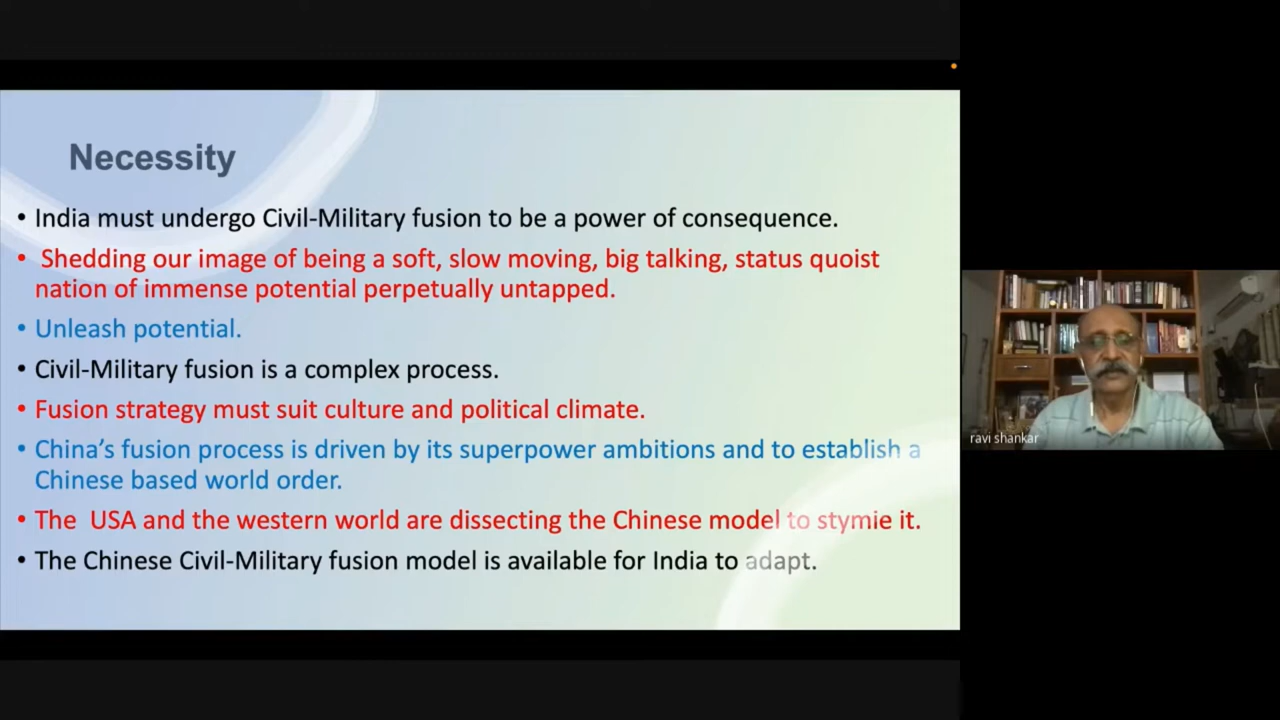 Necessity
• India must undergo Civil-Military fusion to be a power of consequence.
• Shedding our image of being a soft, slow moving, big talking, status quoist
nation of immense potential perpetually untapped.
• Unleash potential.
• Civil-Military fusion is a complex process.
• Fusion strategy must suit culture and political climate.
• China’s fusion process is driven by its superpower ambitions and to establish a
Chinese based world order.
• The  USA and the western world are dissecting the Chinese model to stymie it.
• The Chinese Civil-Military fusion model is available for India to adapt.
ravi shankar